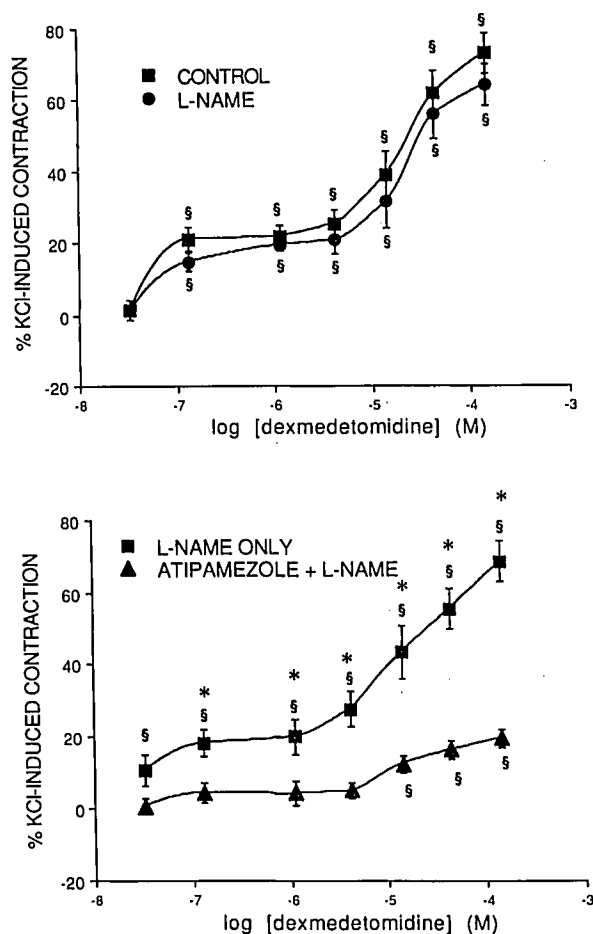 80
60
40
20
0
-20
% KCl-INDUCED CONTRACTION
CONTROL
L-NAME
§ § § § § §
§ § § § § §
-8 -7 -6 -5 -4 -3
log [dexmedetomidine] (M)
80
60
40
20
0
-20
% KCl-INDUCED CONTRACTION
L-NAME ONLY
ATIPAMEZOLE + L-NAME
* * * * * *
§ § § § § § §
§ § §
-8 -7 -6 -5 -4 -3
log [dexmedetomidine] (M)